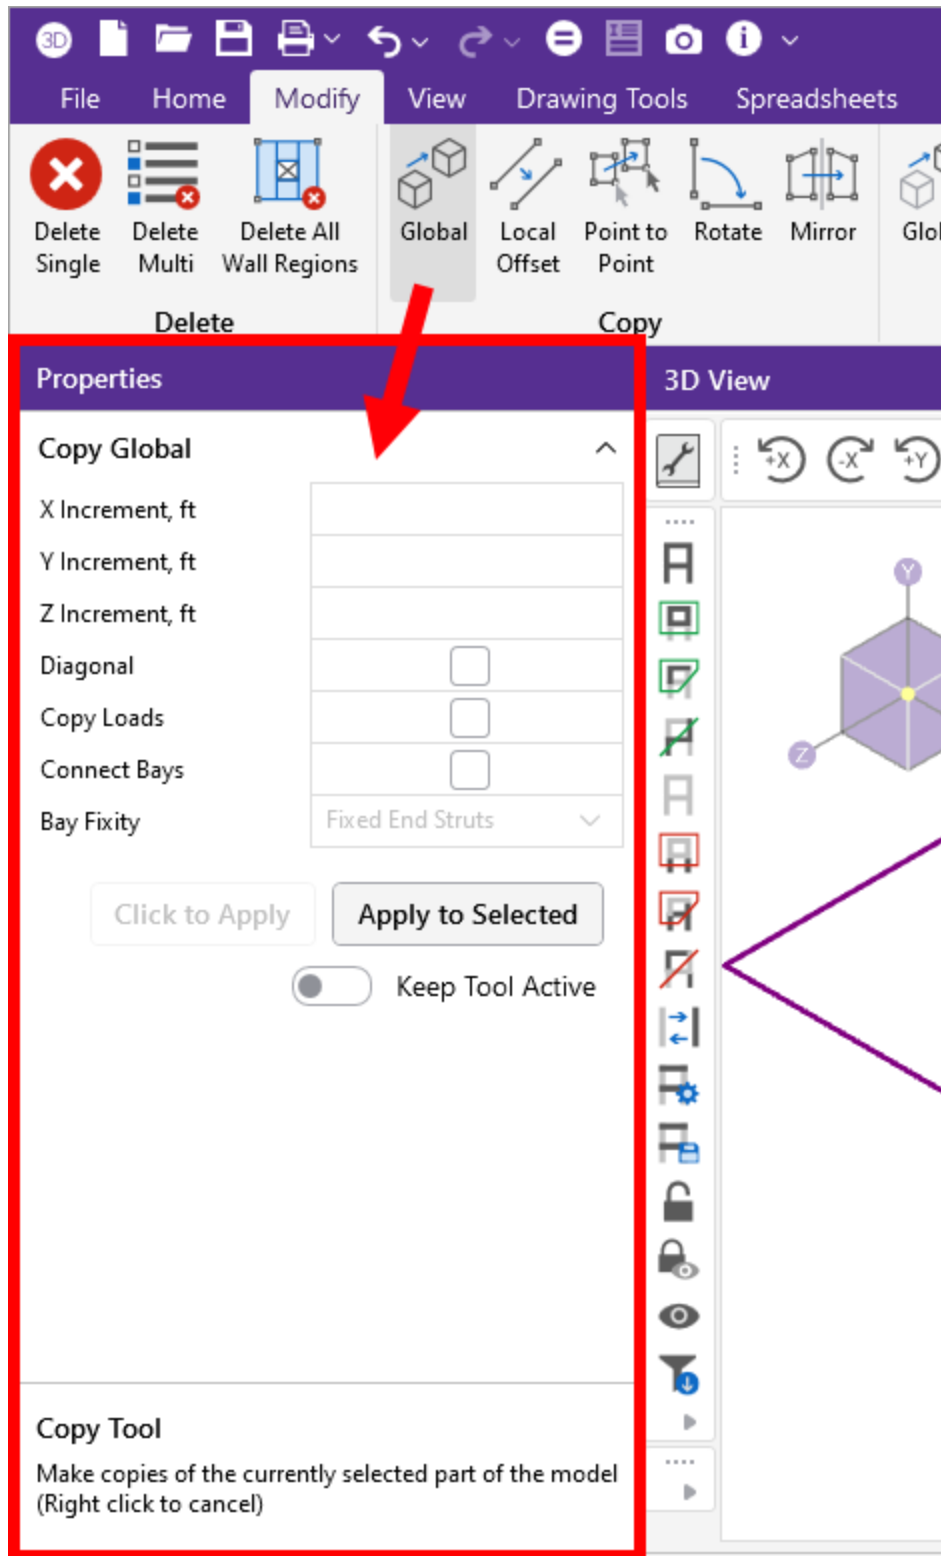 3D
File Home Modify View Drawing Tools Spreadsheets
Delete Single
Delete Multi
Delete All Wall Regions
Global
Local Offset
Point to Point
Rotate
Mirror
Glo
Delete
Copy
Properties
3D View
+X -X +Y
Copy Global
X Increment, ft
Y Increment, ft
Z Increment, ft
Diagonal
Copy Loads
Connect Bays
Bay Fixity Fixed End Struts
Click to Apply Apply to Selected
Keep Tool Active
Y
Z
Copy Tool
Make copies of the currently selected part of the model
(Right click to cancel)